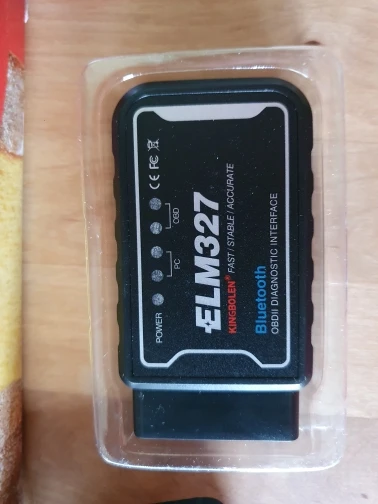 CE FC
OBD
PC
POWER
ELM327
KINGBOLEN® FAST / STABLE / ACCURATE
Bluetooth
OBDII DIAGNOSTIC INTERFACE